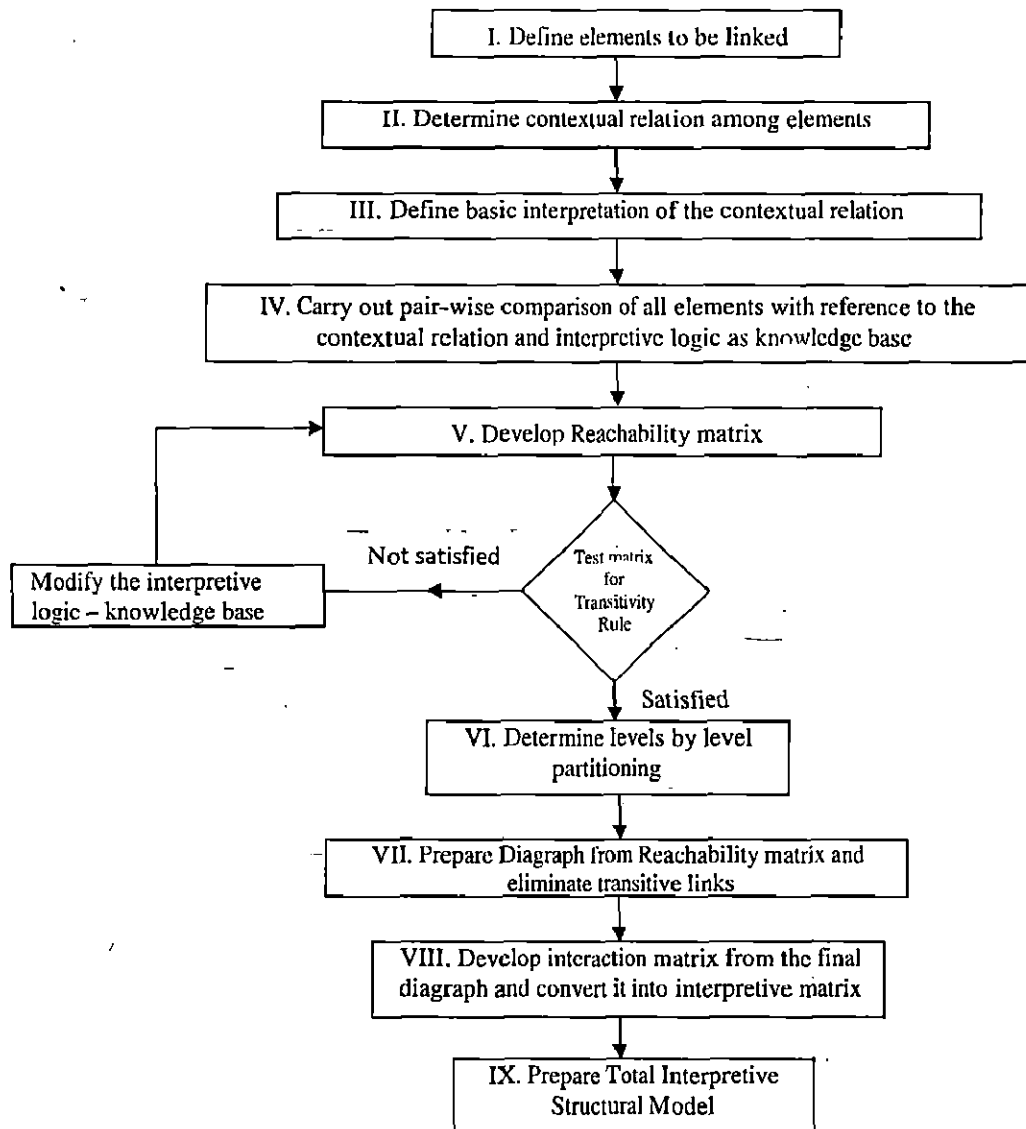 I. Define elements to be linked
II. Determine contextual relation among elements
III. Define basic interpretation of the contextual relation
IV. Carry out pair-wise comparison of all elements with reference to the
contextual relation and interpretive logic as knowledge base
V. Develop Reachability matrix
Not satisfied
Test matrix
for
Transitivity
Rule
Modify the interpretive
logic – knowledge base
Satisfied
VI. Determine levels by level
partitioning
VII. Prepare Diagraph from Reachability matrix and
eliminate transitive links
VIII. Develop interaction matrix from the final
diagraph and convert it into interpretive matrix
IX. Prepare Total Interpretive
Structural Model